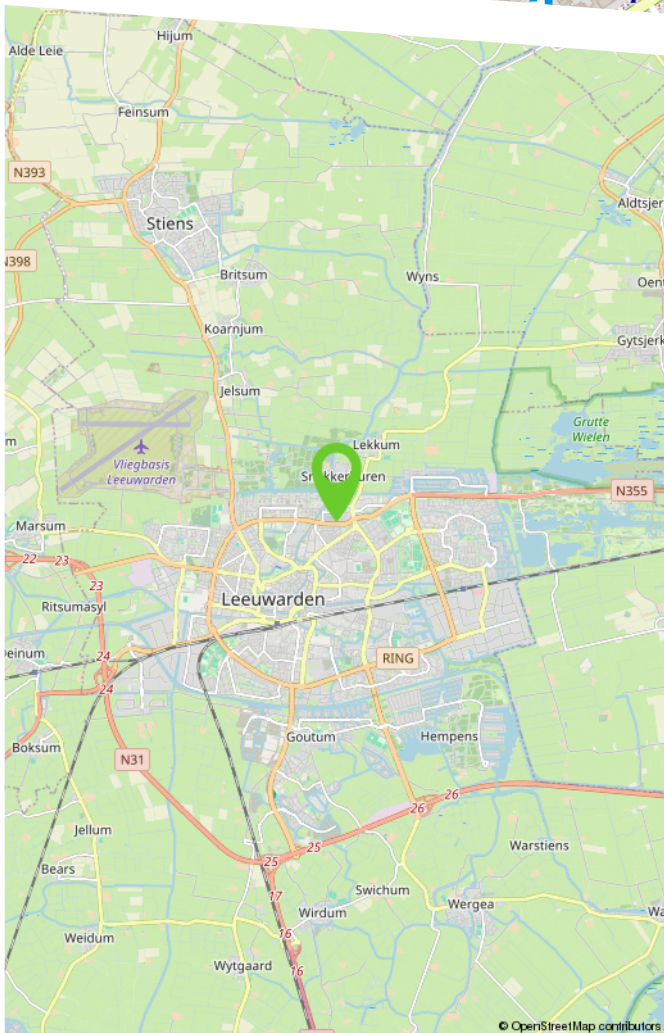 Hijum
Alde Leie
Feinsum
N393
Aldtsjer
Stiens
N398
Britsum
Wyns
Oent
Koarnjum
Gytsjerk
Jelsum
Grutte
Wielen
Lekkum
Vliegbasis
Leeuwarden
N355
Marsum
22
23
23
Leeuwarden
Ritsumasyl
Deinum
24
24
RING
Goutum
Hempens
Boksum
N31
26
26
Jellum
25
25
Warstiens
Bears
17
Swichum
Wergea
Wirdum
Wa
Weidum
16
Wytgaard
16
© OpenStreetMap contributors